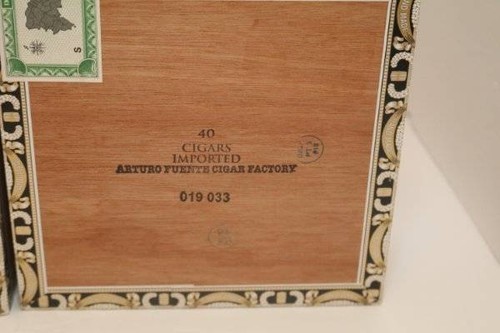 S
40
CIGARS
IMPORTED
ARTURO FUENTE CIGAR FACTORY
019 033